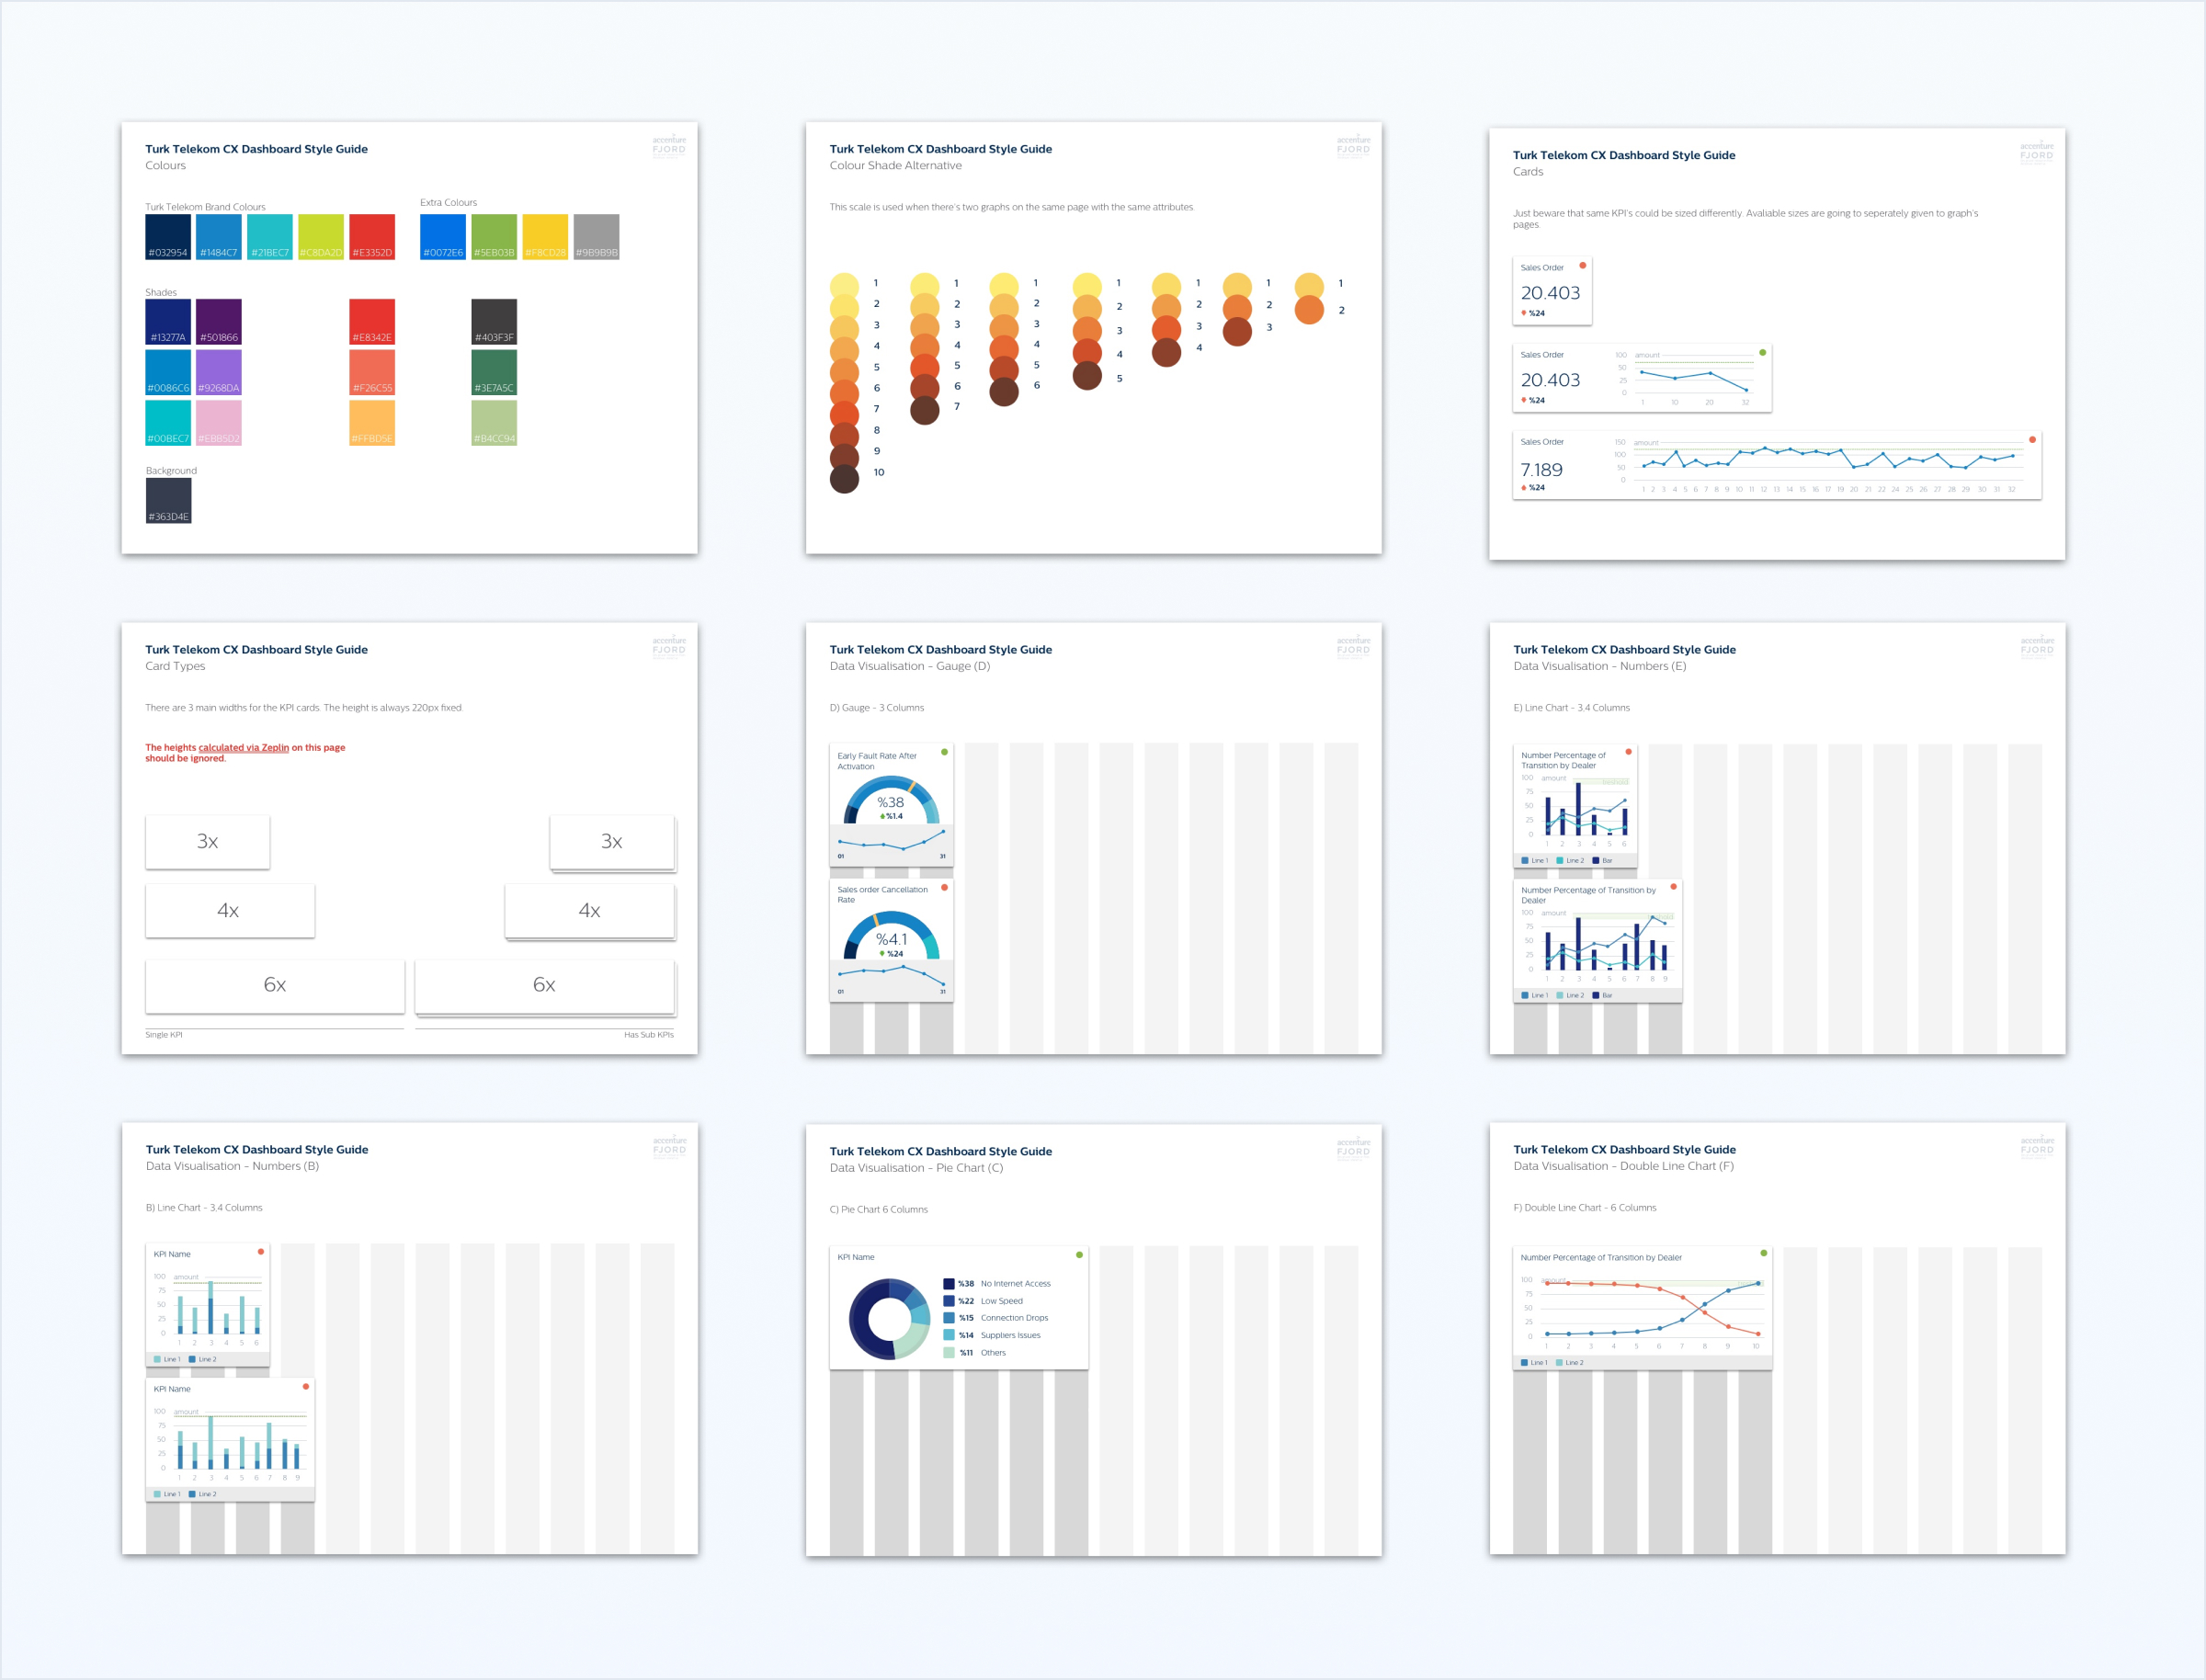 Turk Telekom CX Dashboard Style Guide
Colours
accenture
FJORD
Turk Telekom Brand Colours
Extra Colours
#032954 #1484C7 #21BEC7 #C8DA2D #E3352D
#0072E6 #5EB03B #F8CD28 #9B9B9B
Shades
#13277A #501866 #E8342E #403F3F
#0086C6 #9268DA #F26C55 #3E7A5C
#00BEC7 #EBB5D2 #FFBD5E #B4CC94
Background
#363D4E
Turk Telekom CX Dashboard Style Guide
Colour Shade Alternative
accenture
FJORD
This scale is used when there's two graphs on the same page with the same attributes.
1 1 1 1 1 1 1
2 2 2 2 2 2 2
3 3 3 3 3 3
4 4 4 4 4
5 5 5 5
6 6 6
7 7
8
9
10
Turk Telekom CX Dashboard Style Guide
Cards
accenture
FJORD
Just beware that same KPI's could be sized differently. Avaliable sizes are going to seperately given to graph's
pages.
Sales Order
20.403
%24
Sales Order
20.403
%24
100 amount
50
25
0
1 10 20 32
Sales Order
7.189
%24
150 amount
100
50
0
1 2 3 4 5 6 7 8 9 10 11 12 13 14 15 16 17 19 20 21 22 24 25 26 27 28 29 30 31 32
Turk Telekom CX Dashboard Style Guide
Card Types
accenture
FJORD
There are 3 main widths for the KPI cards. The height is always 220px fixed
The heights calculated via Zeplin on this page
should be ignored.
3x 3x
4x 4x
6x 6x
Single KPI Has Sub KPIs
Turk Telekom CX Dashboard Style Guide
Data Visualisation - Gauge (D)
accenture
FJORD
D) Gauge - 3 Columns
Early Fault Rate After
Activation
%38
%1.4
01 31
Sales order Cancellation
Rate
%4.1
%24
01 31
Turk Telekom CX Dashboard Style Guide
Data Visualisation - Numbers (E)
accenture
FJORD
E) Line Chart - 3.4 Columns
Number Percentage of
Transition by Dealer
100 amount
75
50
25
0
1 2 3 4 5 6
Line 1 Line 2 Bar
Number Percentage of Transition by
Dealer
100 amount
75
50
25
0
1 2 3 4 5 6 7 8 9
Line 1 Line 2 Bar
Turk Telekom CX Dashboard Style Guide
Data Visualisation - Numbers (B)
accenture
FJORD
B) Line Chart - 3.4 Columns
KPI Name
100 amount
75
50
25
0
1 2 3 4 5 6
Line 1 Line 2
KPI Name
100 amount
75
50
25
0
1 2 3 4 5 6 7 8 9
Line 1 Line 2
Turk Telekom CX Dashboard Style Guide
Data Visualisation - Pie Chart (C)
accenture
FJORD
C) Pie Chart 6 Columns
KPI Name
%38 No Internet Access
%22 Low Speed
%15 Connection Drops
%14 Suppliers Issues
%11 Others
Turk Telekom CX Dashboard Style Guide
Data Visualisation - Double Line Chart (F)
accenture
FJORD
F) Double Line Chart - 6 Columns
Number Percentage of Transition by Dealer
100 amount
75
50
25
0
1 2 3 4 5 6 7 8 9 10
Line 1 Line 2